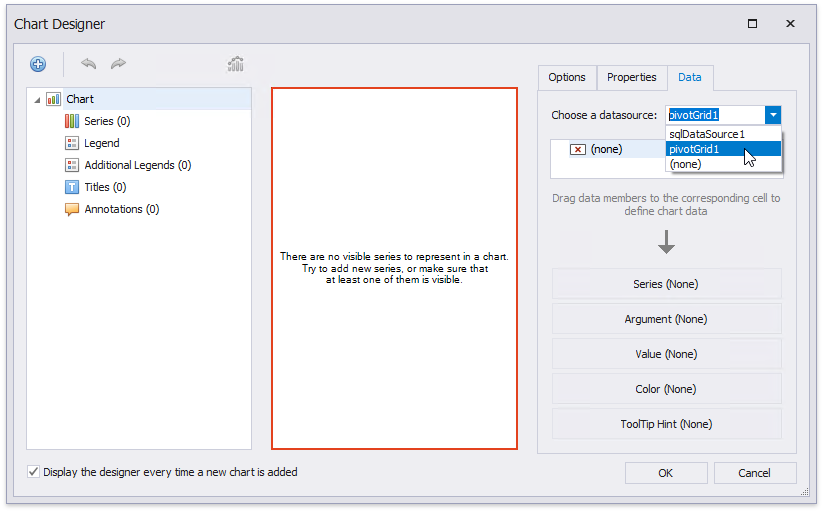 Chart Designer
Chart
Series (0)
Legend
Additional Legends (0)
Titles (0)
Annotations (0)
There are no visible series to represent in a chart.
Try to add new series, or make sure that
at least one of them is visible.
Options Properties Data
Choose a datasource: pivotGrid1
sqlDataSource1
pivotGrid1
(none)
(none)
Drag data members to the corresponding cell to
define chart data
Series (None)
Argument (None)
Value (None)
Color (None)
ToolTip Hint (None)
Display the designer every time a new chart is added
OK Cancel